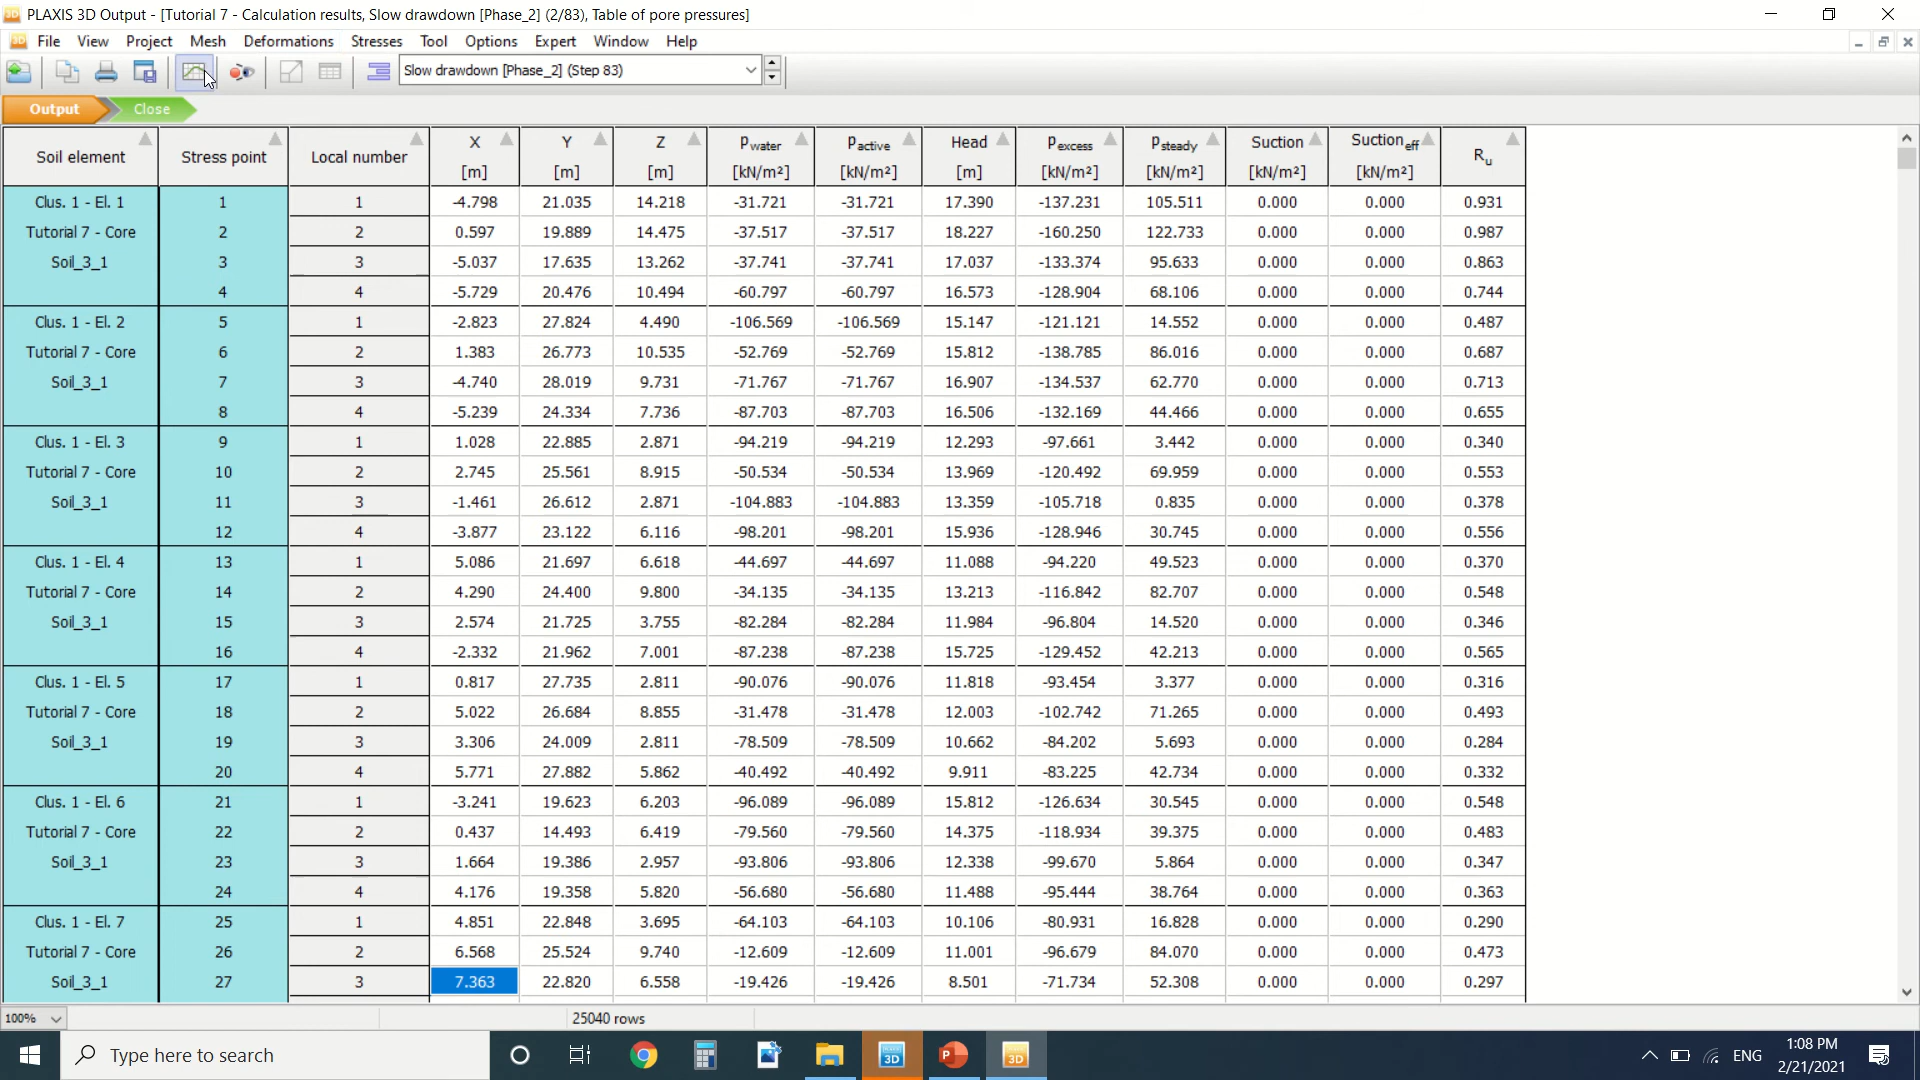 PLAXIS 3D Output - [Tutorial 7 - Calculation results, Slow drawdown [Phase_2] (2/83), Table of pore pressures]
File View Project Mesh Deformations Stresses Tool Options Expert Window Help
Slow drawdown [Phase_2] (Step 83)
Output Close
Soil element Stress point Local number X [m] Y [m] Z [m] Pwater [kN/m²] Pactive [kN/m²] Head [m] Pexcess [kN/m²] Psteady [kN/m²] Suction [kN/m²] Suctioneff [kN/m²] Ru
Clus. 1 - El. 1 1 1 -4.798 21.035 14.218 -31.721 -31.721 17.390 -137.231 105.511 0.000 0.000 0.931
Tutorial 7 - Core 2 2 0.597 19.889 14.475 -37.517 -37.517 18.227 -160.250 122.733 0.000 0.000 0.987
Soil_3_1 3 3 -5.037 17.635 13.262 -37.741 -37.741 17.037 -133.374 95.633 0.000 0.000 0.863
4 4 -5.729 20.476 10.494 -60.797 -60.797 16.573 -128.904 68.106 0.000 0.000 0.744
Clus. 1 - El. 2 5 1 -2.823 27.824 4.490 -106.569 -106.569 15.147 -121.121 14.552 0.000 0.000 0.487
Tutorial 7 - Core 6 2 1.383 26.773 10.535 -52.769 -52.769 15.812 -138.785 86.016 0.000 0.000 0.687
Soil_3_1 7 3 -4.740 28.019 9.731 -71.767 -71.767 16.907 -134.537 62.770 0.000 0.000 0.713
8 4 -5.239 24.334 7.736 -87.703 -87.703 16.506 -132.169 44.466 0.000 0.000 0.655
Clus. 1 - El. 3 9 1 1.028 22.885 2.871 -94.219 -94.219 12.293 -97.661 3.442 0.000 0.000 0.340
Tutorial 7 - Core 10 2 2.745 25.561 8.915 -50.534 -50.534 13.969 -120.492 69.959 0.000 0.000 0.553
Soil_3_1 11 3 -1.461 26.612 2.871 -104.883 -104.883 13.359 -105.718 0.835 0.000 0.000 0.378
12 4 -3.877 23.122 6.116 -98.201 -98.201 15.936 -128.946 30.745 0.000 0.000 0.556
Clus. 1 - El. 4 13 1 5.086 21.697 6.618 -44.697 -44.697 11.088 -94.220 49.523 0.000 0.000 0.370
Tutorial 7 - Core 14 2 4.290 24.400 9.800 -34.135 -34.135 13.213 -116.842 82.707 0.000 0.000 0.548
Soil_3_1 15 3 2.574 21.725 3.755 -82.284 -82.284 11.984 -96.804 14.520 0.000 0.000 0.346
16 4 -2.332 21.962 7.001 -87.238 -87.238 15.725 -129.452 42.213 0.000 0.000 0.565
Clus. 1 - El. 5 17 1 0.817 27.735 2.811 -90.076 -90.076 11.818 -93.454 3.377 0.000 0.000 0.316
Tutorial 7 - Core 18 2 5.022 26.684 8.855 -31.478 -31.478 12.003 -102.742 71.265 0.000 0.000 0.493
Soil_3_1 19 3 3.306 24.009 2.811 -78.509 -78.509 10.662 -84.202 5.693 0.000 0.000 0.284
20 4 5.771 27.882 5.862 -40.492 -40.492 9.911 -83.225 42.734 0.000 0.000 0.332
Clus. 1 - El. 6 21 1 -3.241 19.623 6.203 -96.089 -96.089 15.812 -126.634 30.545 0.000 0.000 0.548
Tutorial 7 - Core 22 2 0.437 14.493 6.419 -79.560 -79.560 14.375 -118.934 39.375 0.000 0.000 0.483
Soil_3_1 23 3 1.664 19.386 2.957 -93.806 -93.806 12.338 -99.670 5.864 0.000 0.000 0.347
24 4 4.176 19.358 5.820 -56.680 -56.680 11.488 -95.444 38.764 0.000 0.000 0.363
Clus. 1 - El. 7 25 1 4.851 22.848 3.695 -64.103 -64.103 10.106 -80.931 16.828 0.000 0.000 0.290
Tutorial 7 - Core 26 2 6.568 25.524 9.740 -12.609 -12.609 11.001 -96.679 84.070 0.000 0.000 0.473
Soil_3_1 27 3 7.363 22.820 6.558 -19.426 -19.426 8.501 -71.734 52.308 0.000 0.000 0.297
100% 25040 rows
Type here to search 3D P 3D ENG 1:08 PM
2/21/2021